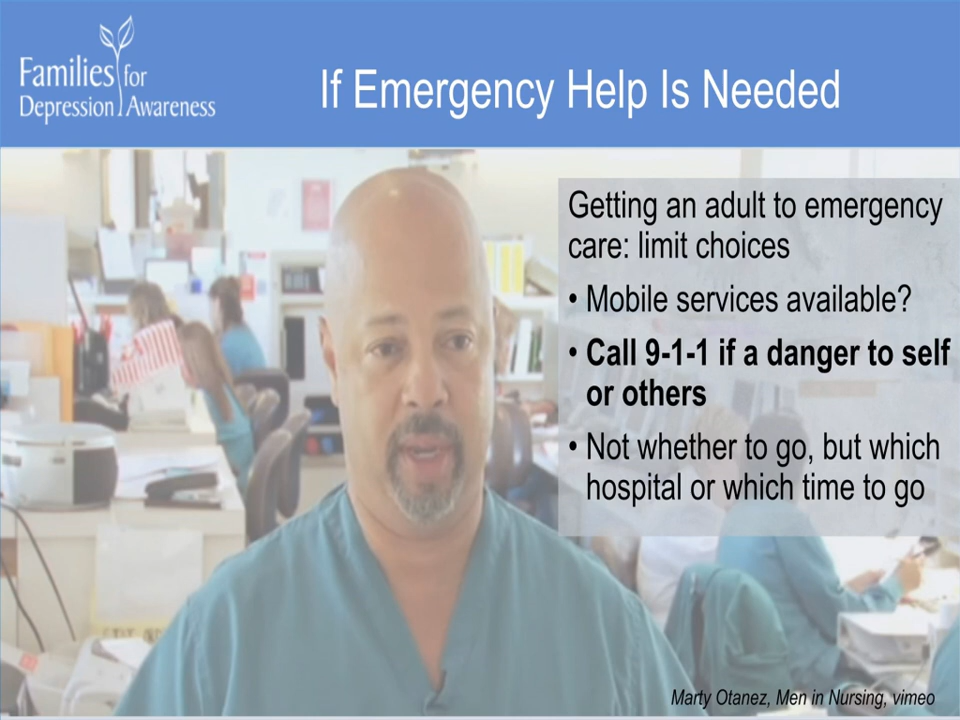 Families for
Depression Awareness
If Emergency Help Is Needed
Getting an adult to emergency
care: limit choices
• Mobile services available?
• Call 9-1-1 if a danger to self
or others
• Not whether to go, but which
hospital or which time to go
Marty Otanez, Men in Nursing, vimeo